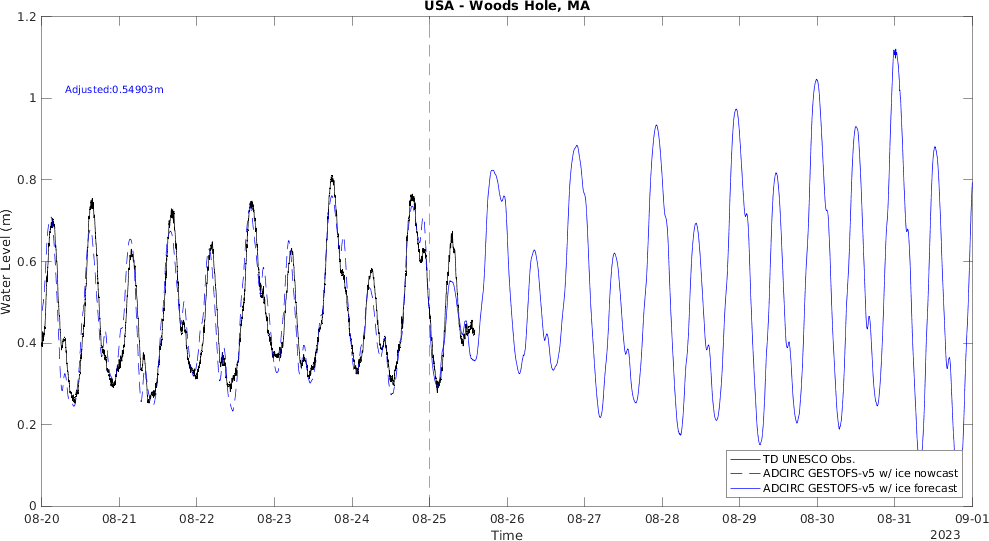 USA - Woods Hole, MA
Adjusted:0.54903m
Water Level (m)
1.2
1
0.8
0.6
0.4
0.2
0
TD UNESCO Obs.
ADCIRC GESTOFS-v5 w/ ice nowcast
ADCIRC GESTOFS-v5 w/ ice forecast
08-20 08-21 08-22 08-23 08-24 08-25 08-26 08-27 08-28 08-29 08-30 08-31 09-01
Time
2023